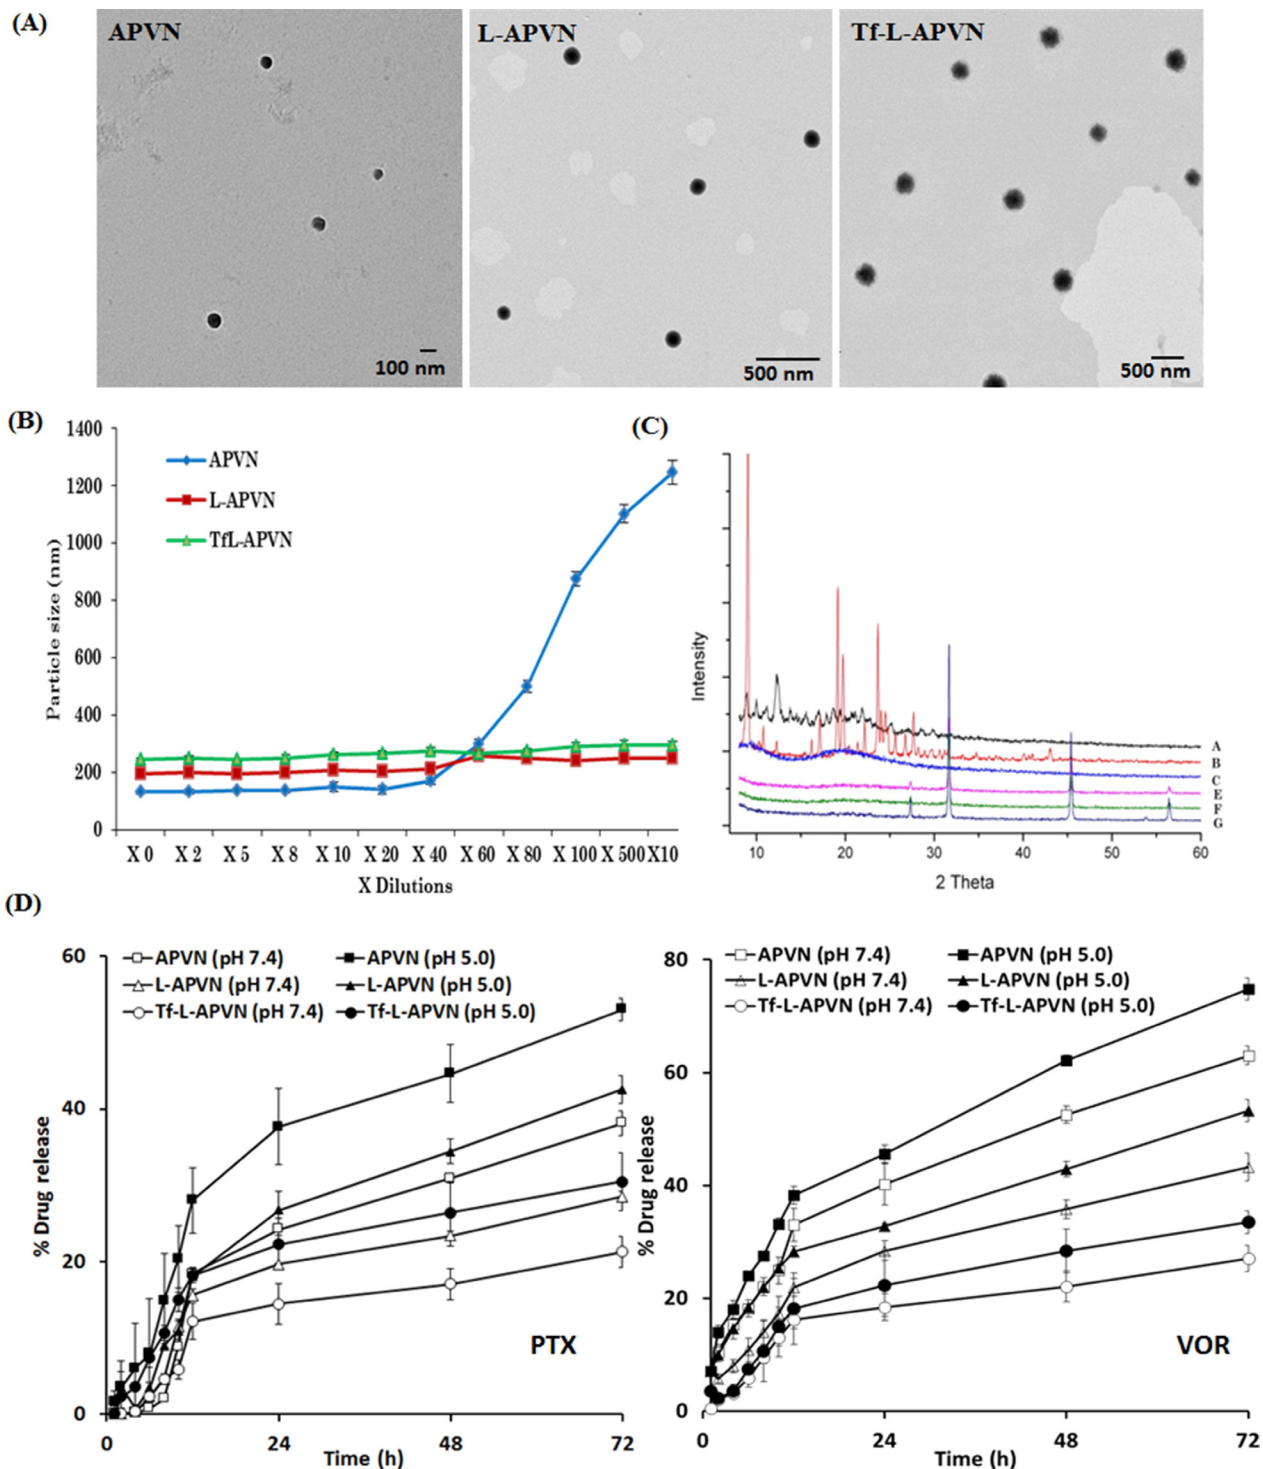 (A)
APVN
L-APVN
Tf-L-APVN
100 nm
500 nm
500 nm
(B)
(C)
1400
1200
1000
800
600
400
200
0
Particle size (nm)
APVN
L-APVN
TfL-APVN
X 0 X 2 X 5 X 8 X 10 X 20 X 40 X 60 X 80 X 100 X 500 X10
X Dilutions
Intensity
A
B
C
E
F
G
10 20 30 40 50 60
2 Theta
(D)
60
40
20
0
% Drug release
APVN (pH 7.4) APVN (pH 5.0)
L-APVN (pH 7.4) L-APVN (pH 5.0)
Tf-L-APVN (pH 7.4) Tf-L-APVN (pH 5.0)
PTX
0 24 48 72
Time (h)
80
60
40
20
0
% Drug release
APVN (pH 7.4) APVN (pH 5.0)
L-APVN (pH 7.4) L-APVN (pH 5.0)
Tf-L-APVN (pH 7.4) Tf-L-APVN (pH 5.0)
VOR
0 24 48 72
Time (h)